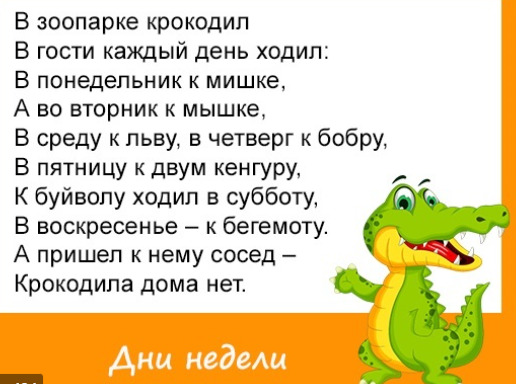 В зоопарке крокодил
В гости каждый день ходил:
В понедельник к мишке,
А во вторник к мышке,
В среду к льву, в четверг к бобру,
В пятницу к двум кенгуру,
К буйволу ходил в субботу,
В воскресенье – к бегемоту.
А пришел к нему сосед –
Крокодила дома нет.
Дни недели